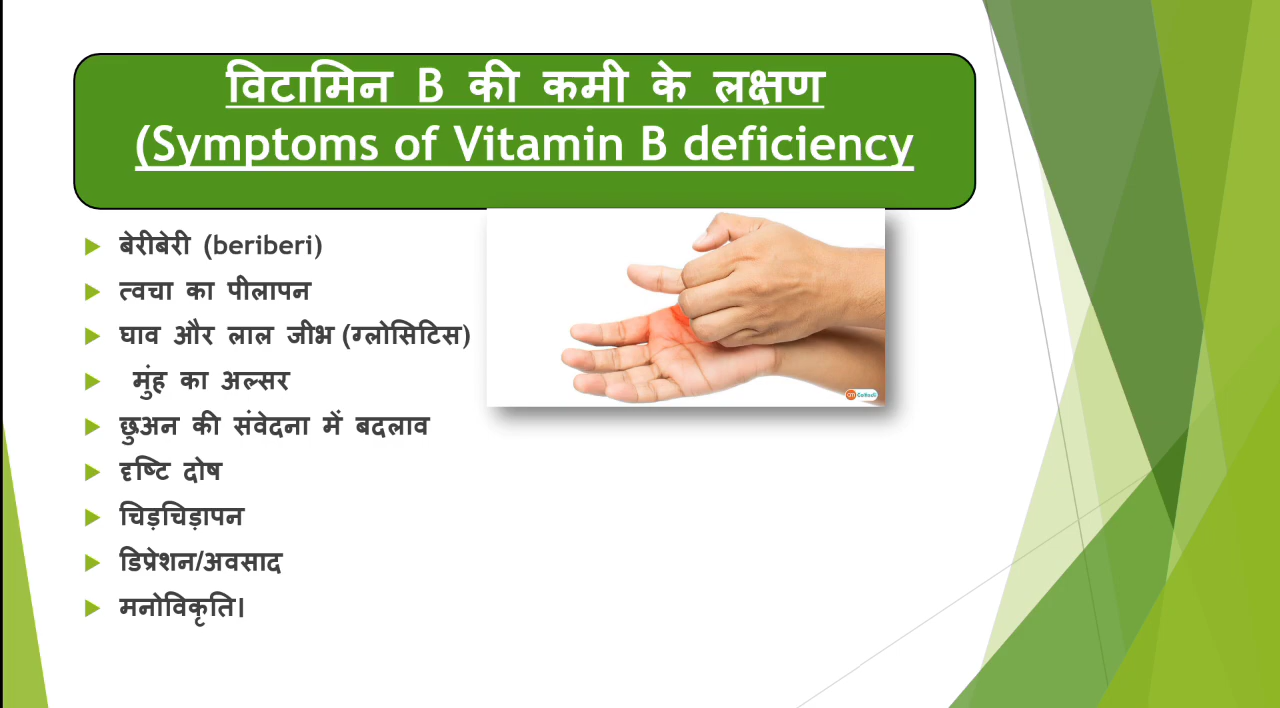 विटामिन B की कमी के लक्षण
(Symptoms of Vitamin B deficiency
बेरीबेरी (beriberi)
त्वचा का पीलापन
घाव और लाल जीभ (ग्लोसिटिस)
मुंह का अल्सर
छुअन की संवेदना में बदलाव
दृष्टि दोष
चिड़चिड़ापन
डिप्रेशन/अवसाद
मनोविकृति।